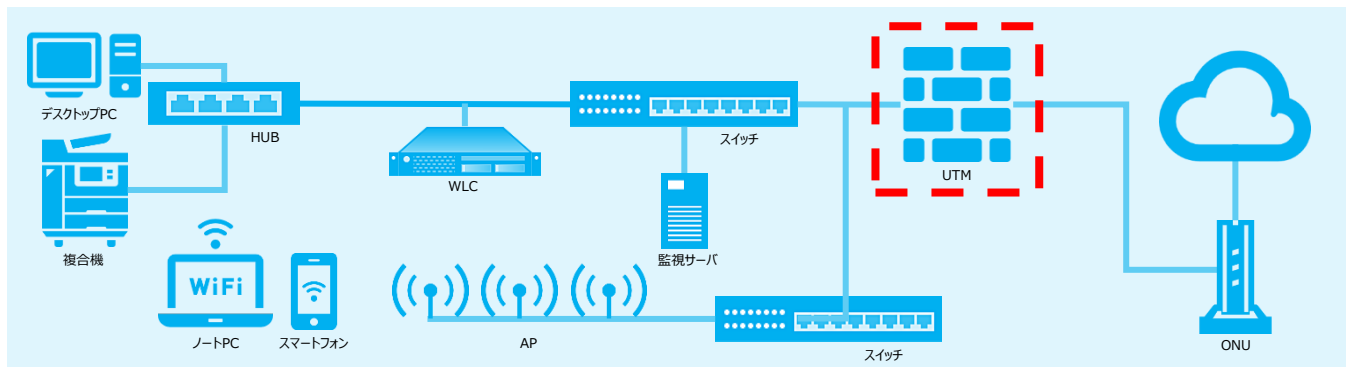 デスクトップPC
HUB
スイッチ
UTM
WLC
複合機
監視サーバ
WiFi
ノートPC
スマートフォン
AP
スイッチ
ONU